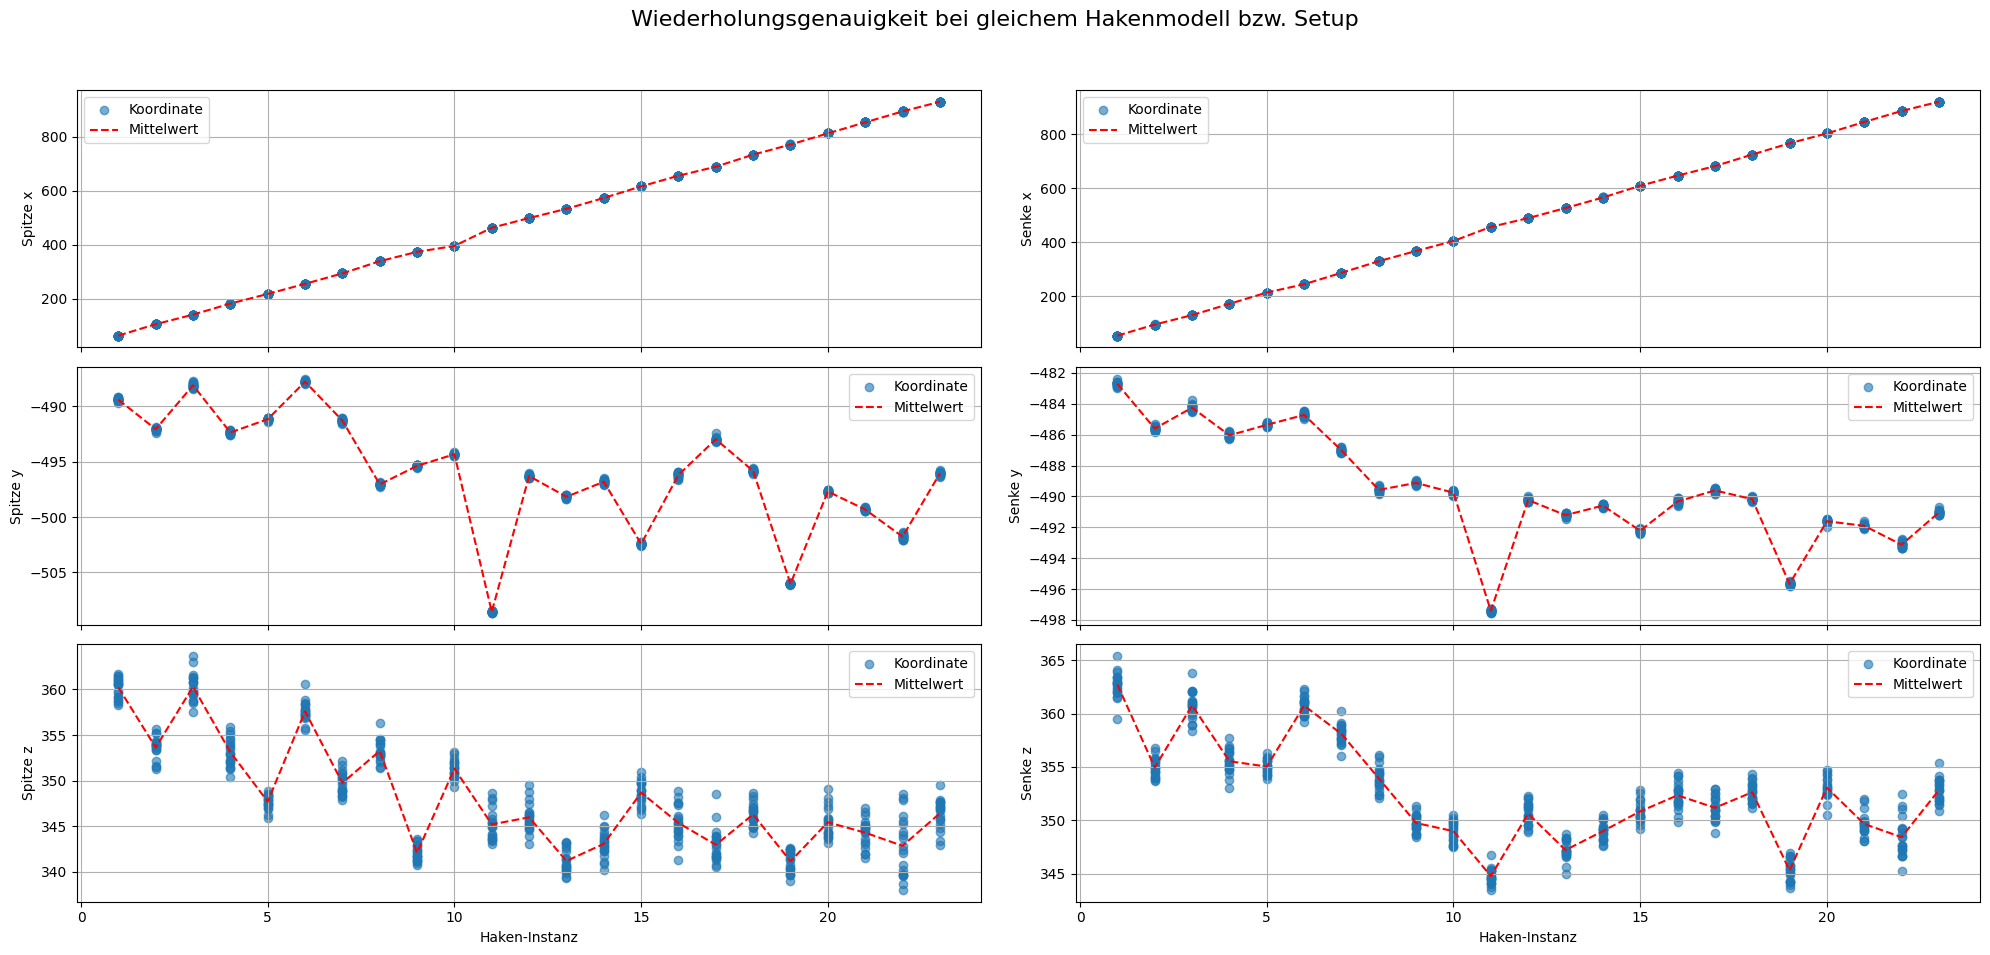 Wiederholungsgenauigkeit bei gleichem Hakenmodell bzw. Setup
Koordinate
Mittelwert
Spitze x
800
600
400
200
Koordinate
Mittelwert
Senke x
800
600
400
200
Koordinate
Mittelwert
Spitze y
−490
−495
−500
−505
Koordinate
Mittelwert
Senke y
−482
−484
−486
−488
−490
−492
−494
−496
−498
Koordinate
Mittelwert
Spitze z
360
355
350
345
340
0 5 10 15 20
Haken-Instanz
Koordinate
Mittelwert
Senke z
365
360
355
350
345
0 5 10 15 20
Haken-Instanz